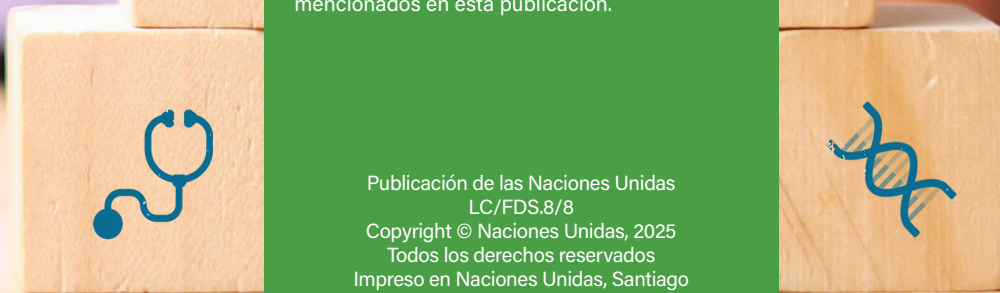 mencionados en esta publicación.
Publicación de las Naciones Unidas
LC/FDS.8/8
Copyright © Naciones Unidas, 2025
Todos los derechos reservados
Impreso en Naciones Unidas, Santiago